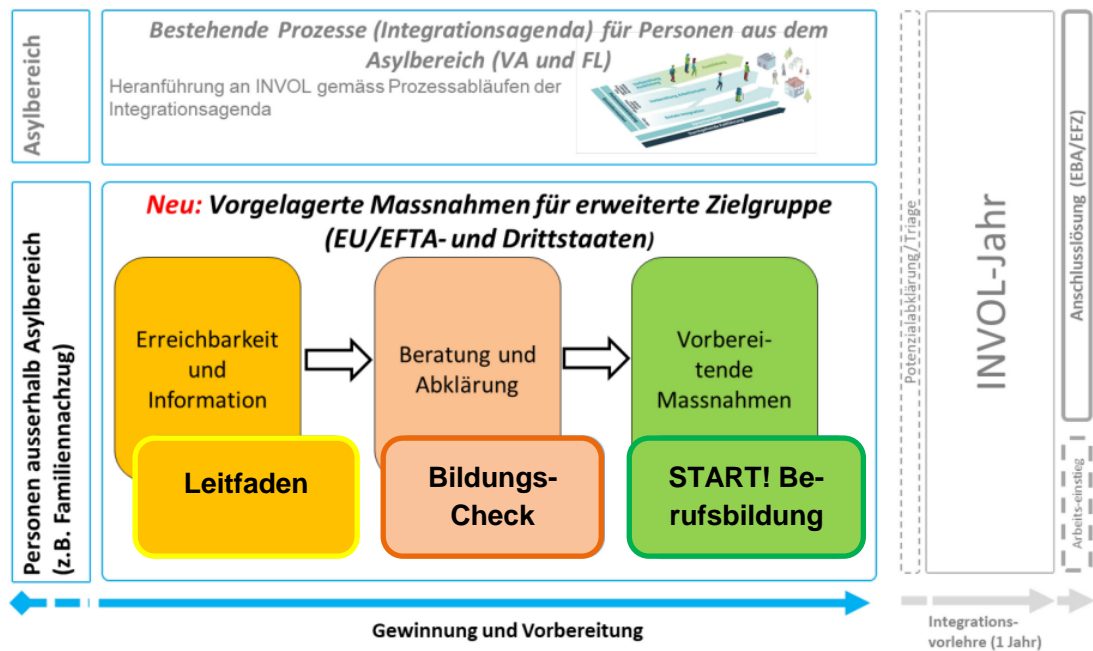 Asylbereich
Bestehende Prozesse (Integrationsagenda) für Personen aus dem
Asylbereich (VA und FL)
Heranführung an INVOL gemäss Prozessabläufen der
Integrationsagenda
Personen ausserhalb Asylbereich
(z.B. Familiennachzug)
Neu: Vorgelagerte Massnahmen für erweiterte Zielgruppe
(EU/EFTA- und Drittstaaten)
Erreichbarkeit
und
Information
Leitfaden
Beratung und
Abklärung
Bildungs-
Check
Vorberei-
tende
Massnahmen
START! Be-
rufsbildung
Gewinnung und Vorbereitung
Potenzialabklärung/Triage
INVOL-Jahr
Anschlusslösung (EBA/EFZ)
Arbeits-einstieg
Integrations-
vorlehre (1 Jahr)